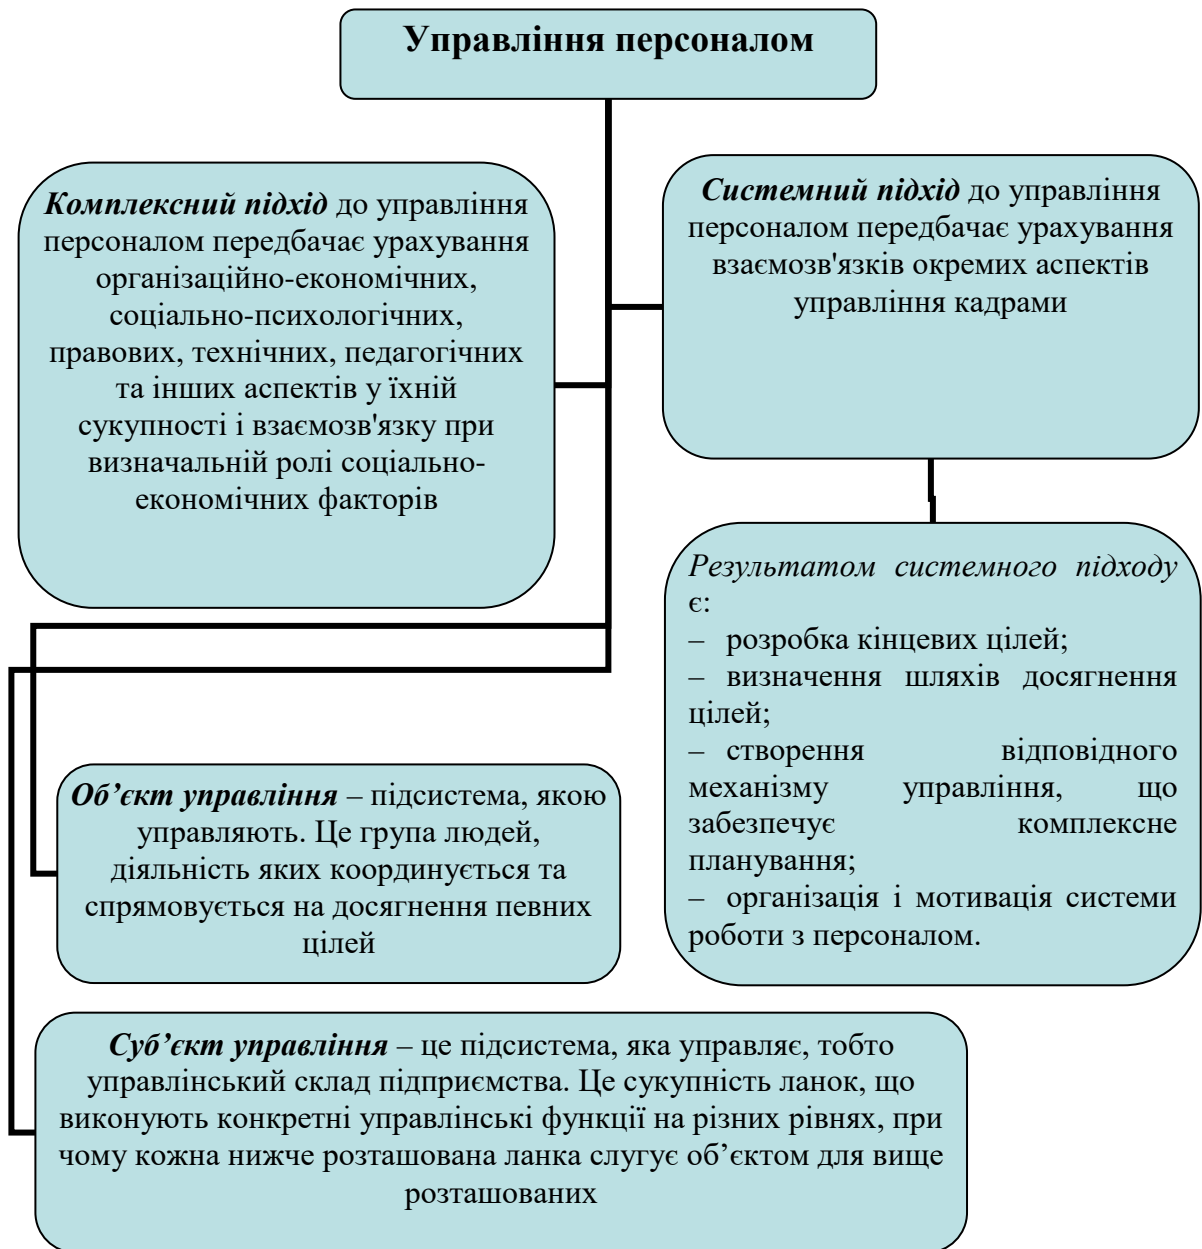 Управління персоналом
Комплексний підхід до управління
персоналом передбачає урахування
організаційно-економічних,
соціально-психологічних,
правових, технічних, педагогічних
та інших аспектів у їхній
сукупності і взаємозв'язку при
визначальній ролі соціально-
економічних факторів
Системний підхід до управління
персоналом передбачає урахування
взаємозв'язків окремих аспектів
управління кадрами
Результатом системного підходу
є:
– розробка кінцевих цілей;
– визначення шляхів досягнення
цілей;
– створення відповідного
механізму управління, що
забезпечує комплексне
планування;
– організація і мотивація системи
роботи з персоналом.
Об’єкт управління – підсистема, якою
управляють. Це група людей,
діяльність яких координується та
спрямовується на досягнення певних
цілей
Суб’єкт управління – це підсистема, яка управляє, тобто
управлінський склад підприємства. Це сукупність ланок, що
виконують конкретні управлінські функції на різних рівнях, при
чому кожна нижче розташована ланка слугує об’єктом для вище
розташованих